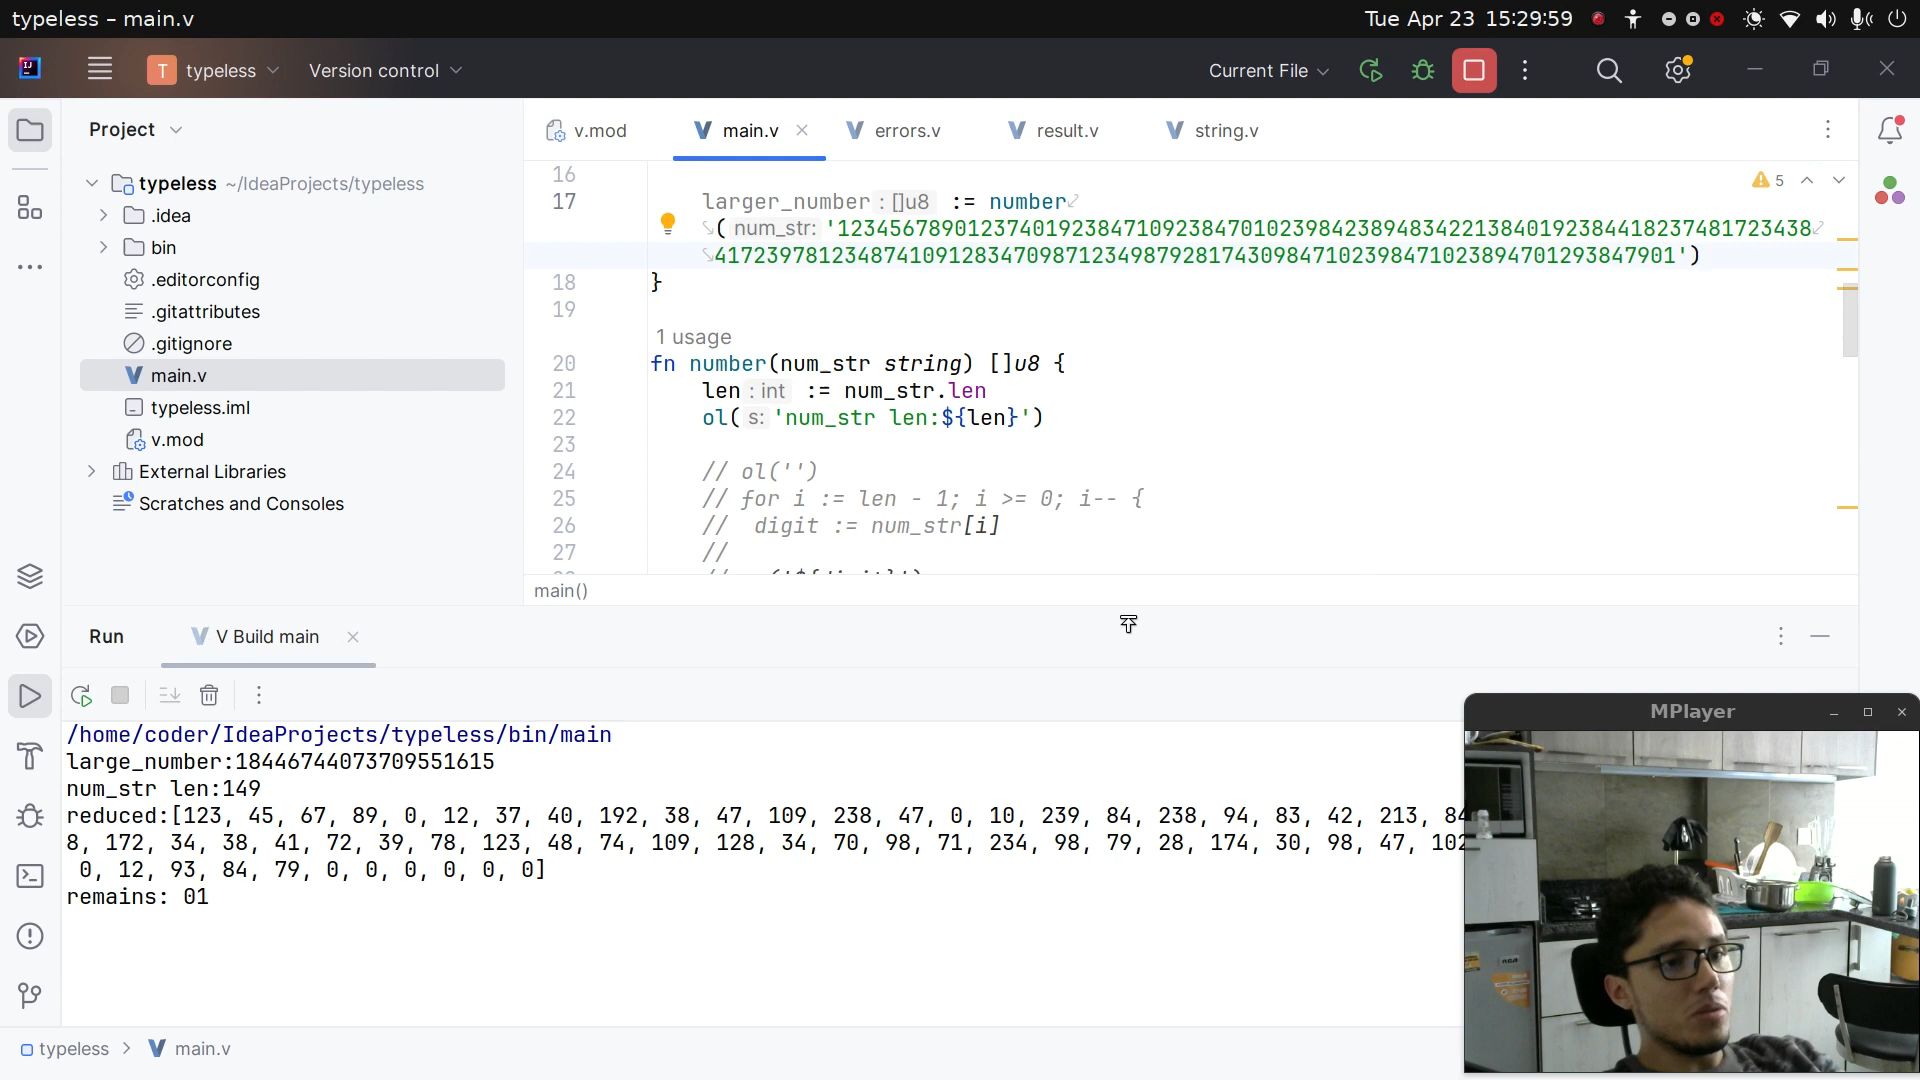 typeless – main.v
Tue Apr 23 15:29:59
T typeless
Version control
Current File
Project
v.mod
main.v
errors.v
result.v
string.v
typeless ~/IdeaProjects/typeless
.idea
bin
.editorconfig
.gitattributes
.gitignore
main.v
typeless.iml
v.mod
External Libraries
Scratches and Consoles
5
16
17 larger_number : []u8 := number
( num_str: '12345678901237401923847109238470102398423894834221384019238441823748172343​8
41723978123487410912834709871234987928174309847102398471023894701293847901')
18 }
19
1 usage
20 fn number(num_str string) []u8 {
21 len : int := num_str.len
22 ol( s: 'num_str len:${len}')
23
24 // ol('')
25 // for i := len - 1; i >= 0; i-- {
26 // digit := num_str[i]
27 //
main()
Run
V Build main
/home/coder/IdeaProjects/typeless/bin/main
large_number:18446744073709551615
num_str len:149
reduced:[123, 45, 67, 89, 0, 12, 37, 40, 192, 38, 47, 109, 238, 47, 0, 10, 239, 84, 238, 94, 83, 42, 213, 84
8, 172, 34, 38, 41, 72, 39, 78, 123, 48, 74, 109, 128, 34, 70, 98, 71, 234, 98, 79, 28, 174, 30, 98, 47, 102
0, 12, 93, 84, 79, 0, 0, 0, 0, 0, 0]
remains: 01
MPlayer
typeless > main.v